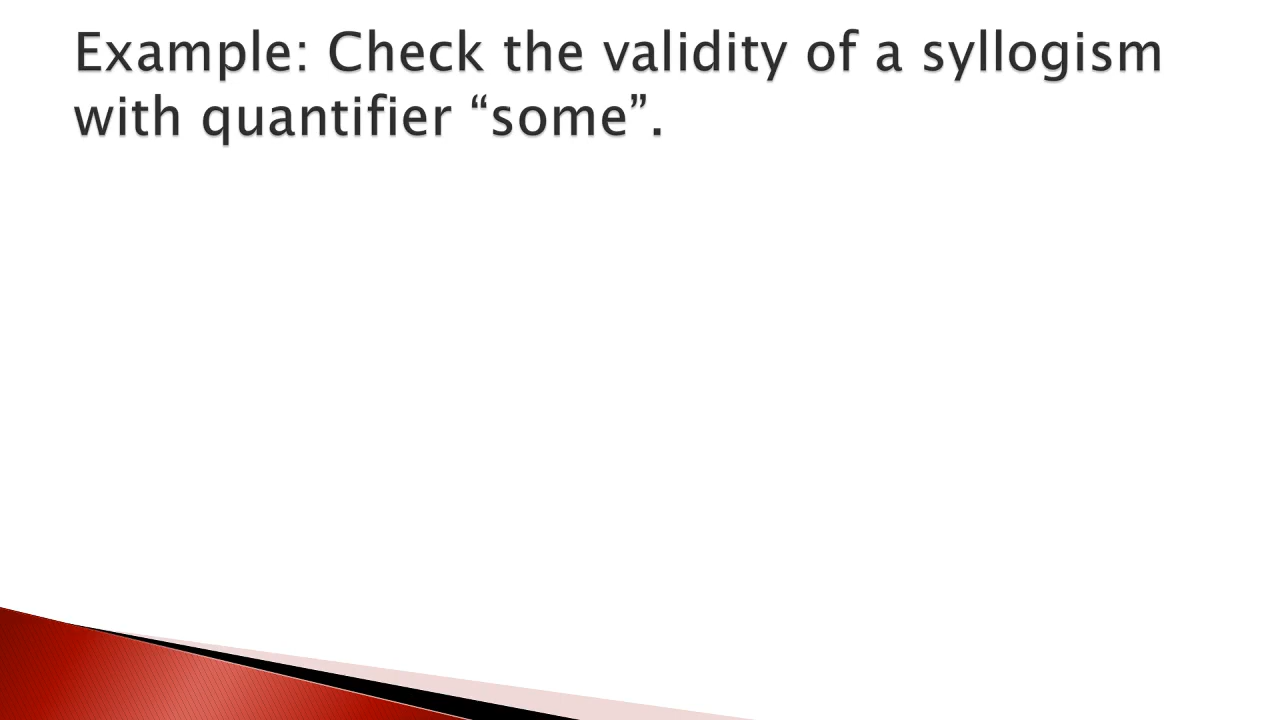 Example: Check the validity of a syllogism
with quantifier “some”.